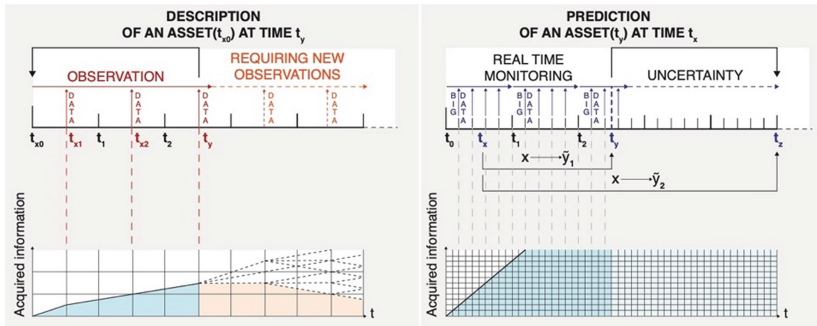 DESCRIPTION
OF AN ASSET(tx0) AT TIME ty
OBSERVATION
REQUIRING NEW
OBSERVATIONS
DATA
DATA
DATA
DATA
DATA
tx0
tx1
t1
tx2
t2
ty
Acquired information
t
PREDICTION
OF AN ASSET(ty) AT TIME tx
REAL TIME
MONITORING
UNCERTAINTY
BIG DATA
BIG DATA
BIG DATA
t0
tx
t1
t2
ty
tz
x → ỹ1
x → ỹ2
Acquired information
t